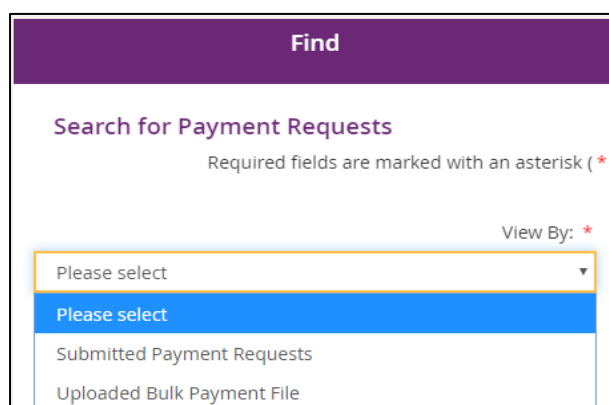 Find
Search for Payment Requests
Required fields are marked with an asterisk ( *
View By: *
Please select
Please select
Submitted Payment Requests
Uploaded Bulk Payment File